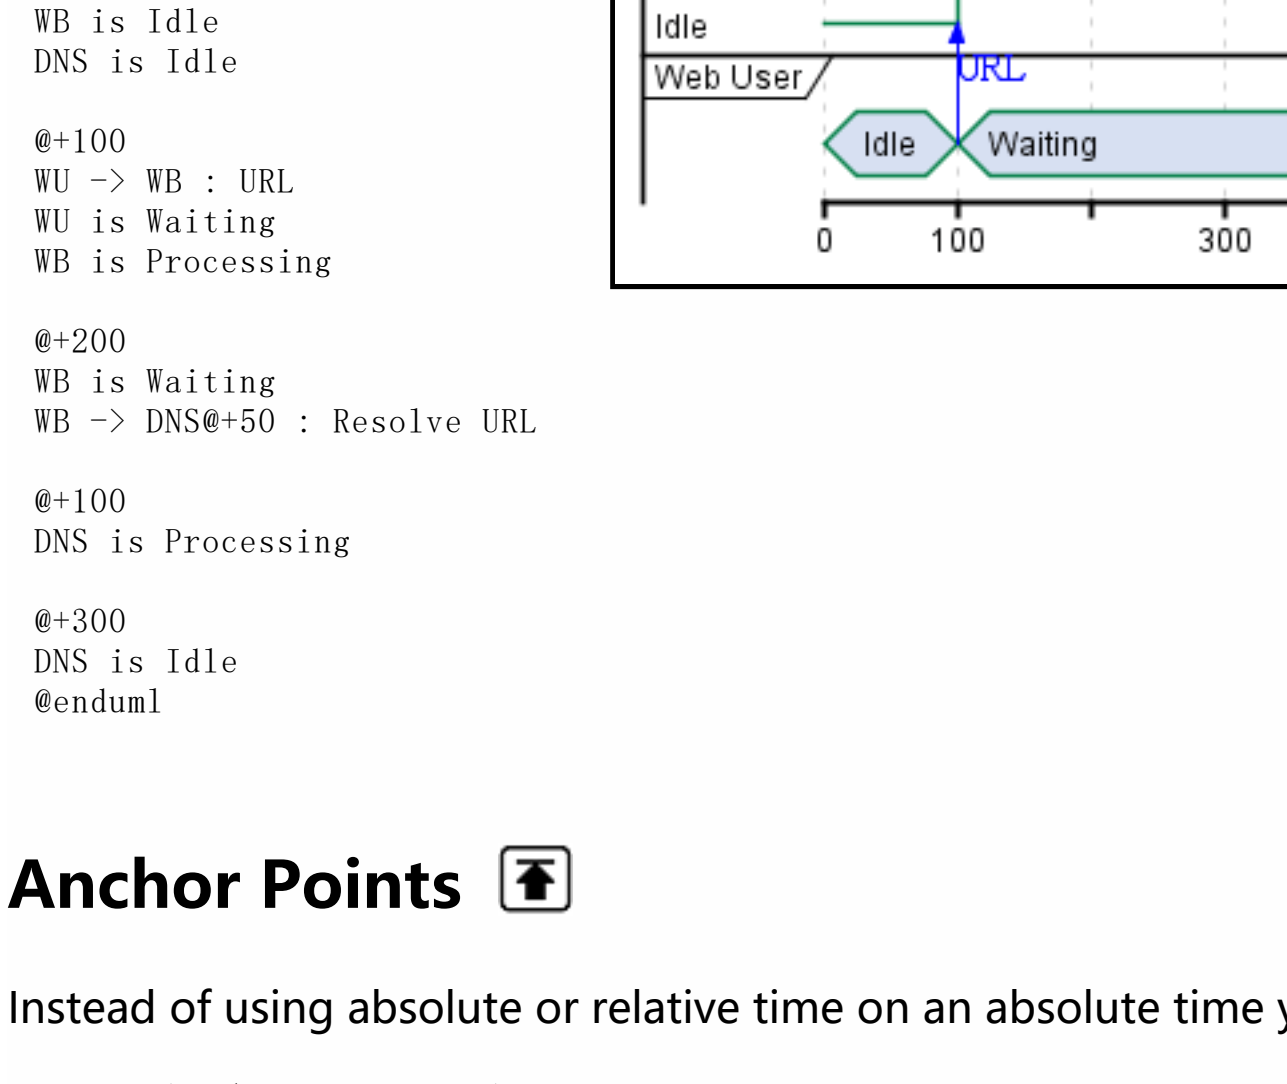 WB is Idle
DNS is Idle
@+100
WU -> WB : URL
WU is Waiting
WB is Processing
@+200
WB is Waiting
WB -> DNS@+50 : Resolve URL
@+100
DNS is Processing
@+300
DNS is Idle
@enduml
Idle
URL
Web User
Idle
Waiting
0 100 300
Anchor Points
Instead of using absolute or relative time on an absolute time